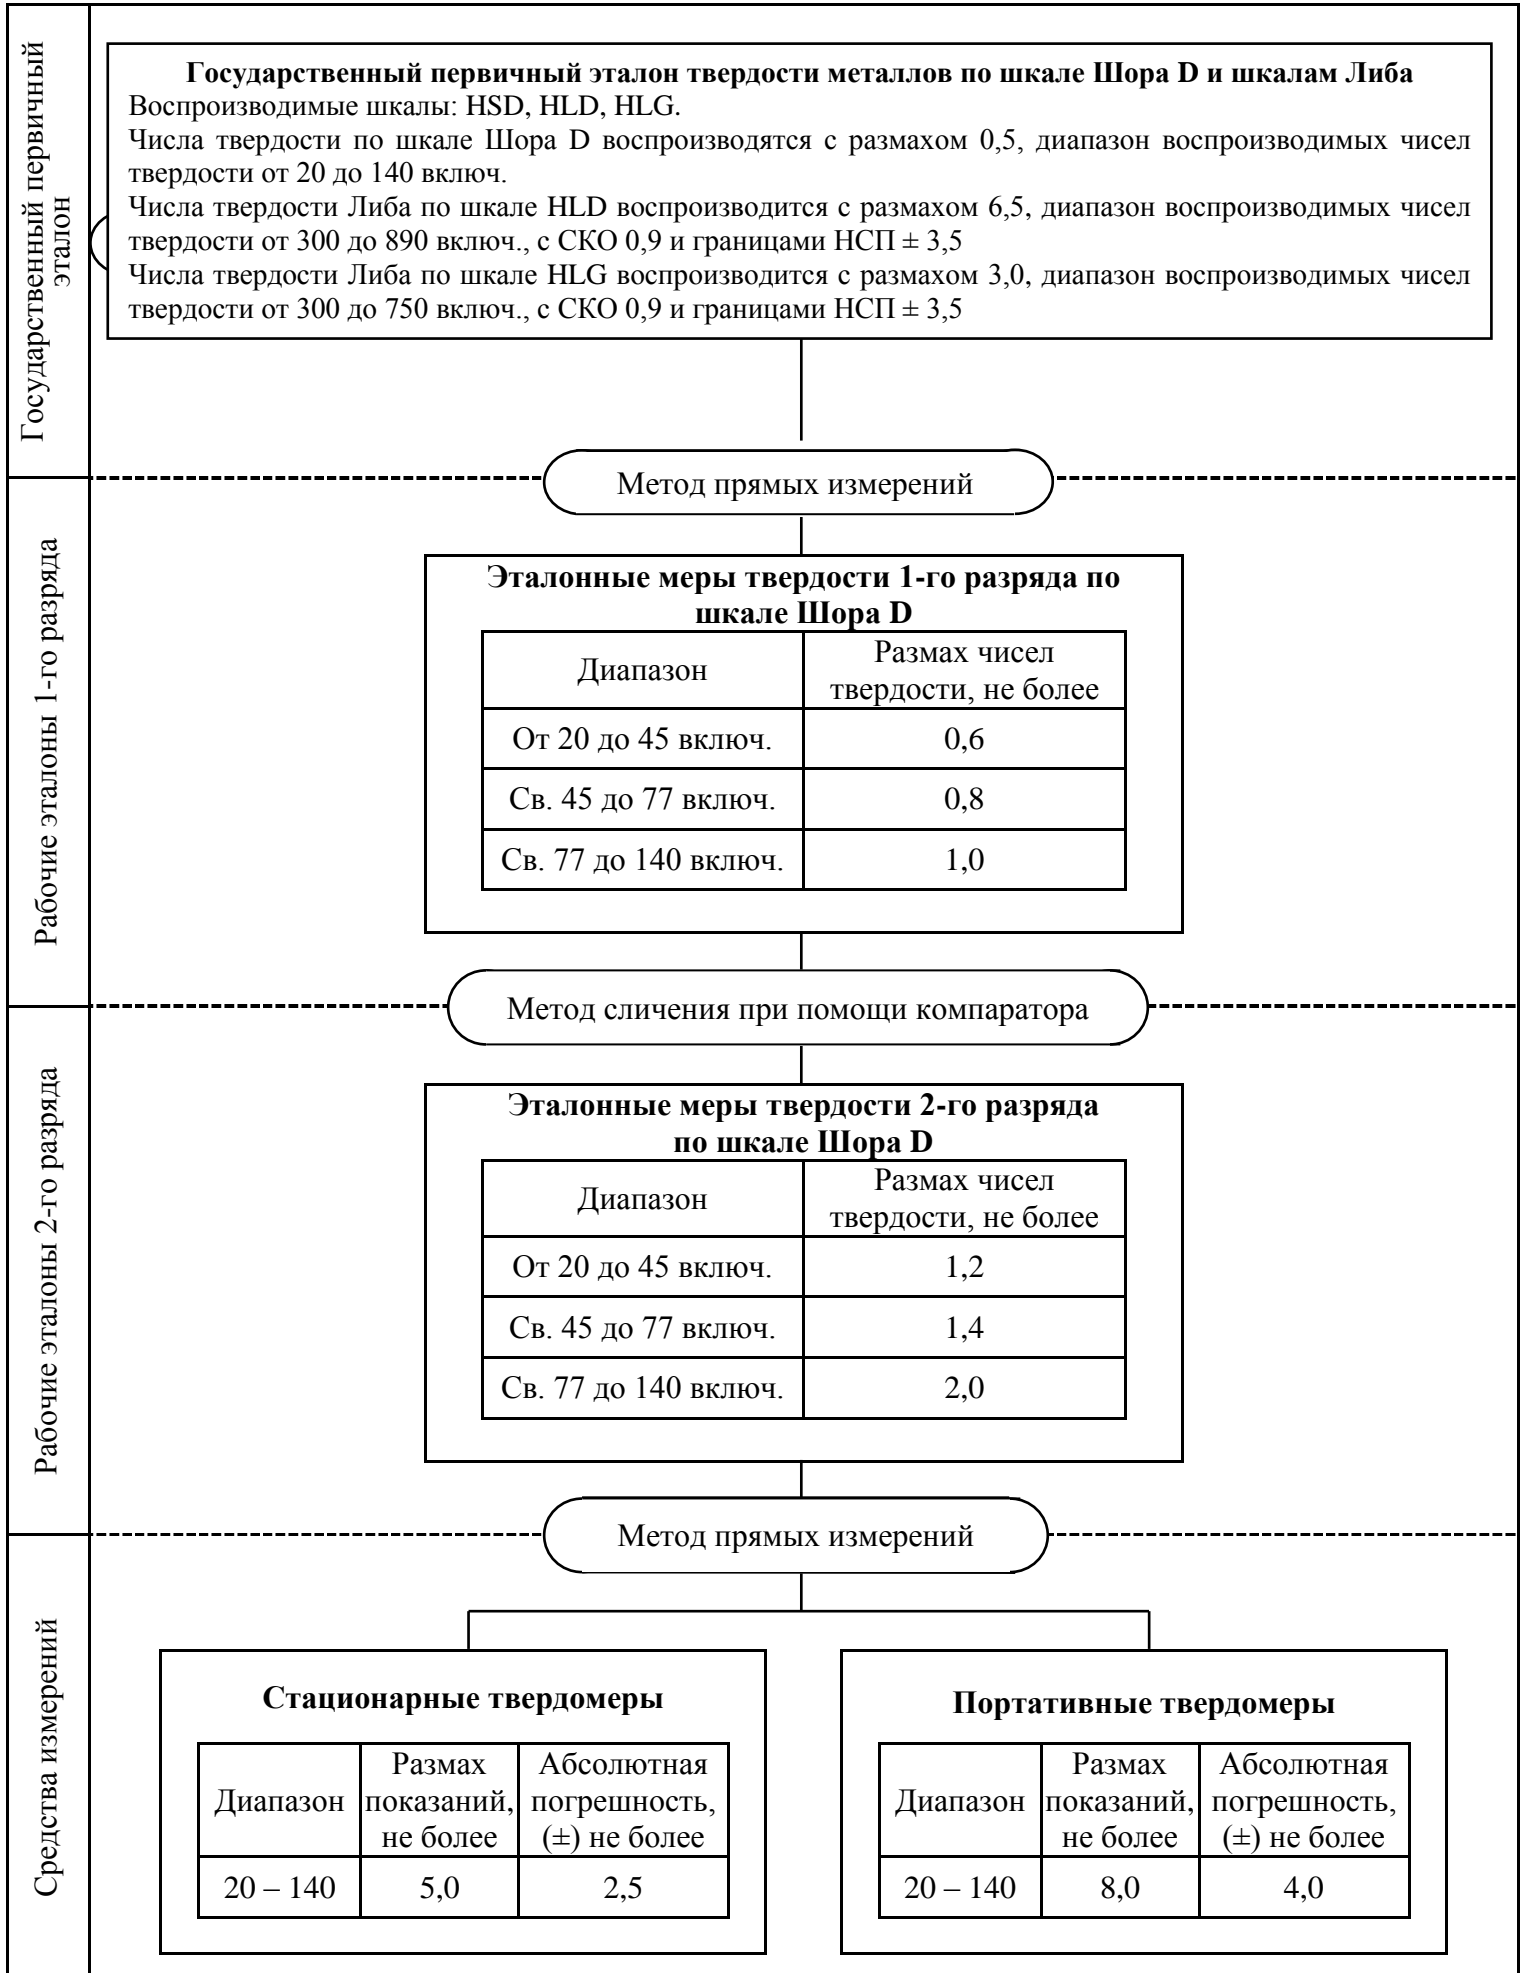 Государственный первичный
эталон
Государственный первичный эталон твердости металлов по шкале Шора D и шкалам Либа
Воспроизводимые шкалы: HSD, HLD, HLG.
Числа твердости по шкале Шора D воспроизводятся с размахом 0,5, диапазон воспроизводимых чисел
твердости от 20 до 140 включ.
Числа твердости Либа по шкале HLD воспроизводится с размахом 6,5, диапазон воспроизводимых чисел
твердости от 300 до 890 включ., с СКО 0,9 и границами НСП ± 3,5
Числа твердости Либа по шкале HLG воспроизводится с размахом 3,0, диапазон воспроизводимых чисел
твердости от 300 до 750 включ., с СКО 0,9 и границами НСП ± 3,5
Метод прямых измерений
Рабочие эталоны 1-го разряда
Эталонные меры твердости 1-го разряда по
шкале Шора D
Диапазон
Размах чисел
твердости, не более
От 20 до 45 включ. 0,6
Св. 45 до 77 включ. 0,8
Св. 77 до 140 включ. 1,0
Метод сличения при помощи компаратора
Рабочие эталоны 2-го разряда
Эталонные меры твердости 2-го разряда
по шкале Шора D
Диапазон
Размах чисел
твердости, не более
От 20 до 45 включ. 1,2
Св. 45 до 77 включ. 1,4
Св. 77 до 140 включ. 2,0
Метод прямых измерений
Средства измерений
Стационарные твердомеры
Диапазон
Размах
показаний,
не более
Абсолютная
погрешность,
(±) не более
20 – 140 5,0 2,5
Портативные твердомеры
Диапазон
Размах
показаний,
не более
Абсолютная
погрешность,
(±) не более
20 – 140 8,0 4,0